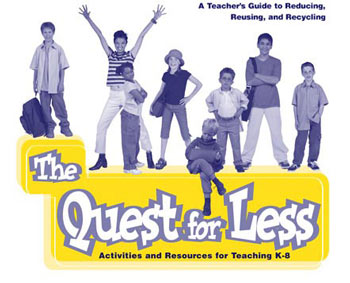 A Teacher's Guide to Reducing,
Reusing, and Recycling
The
Quest for Less
Activities and Resources for Teaching K-8